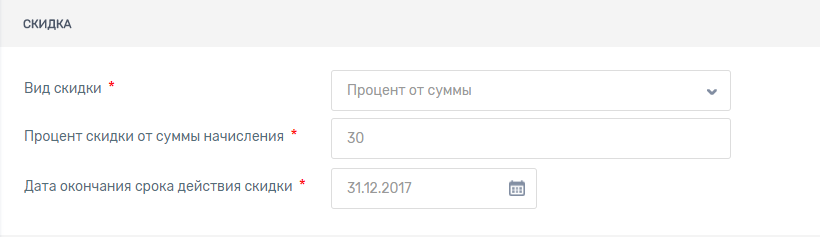 СКИДКА
Вид скидки *
Процент от суммы
Процент скидки от суммы начисления *
30
Дата окончания срока действия скидки *
31.12.2017